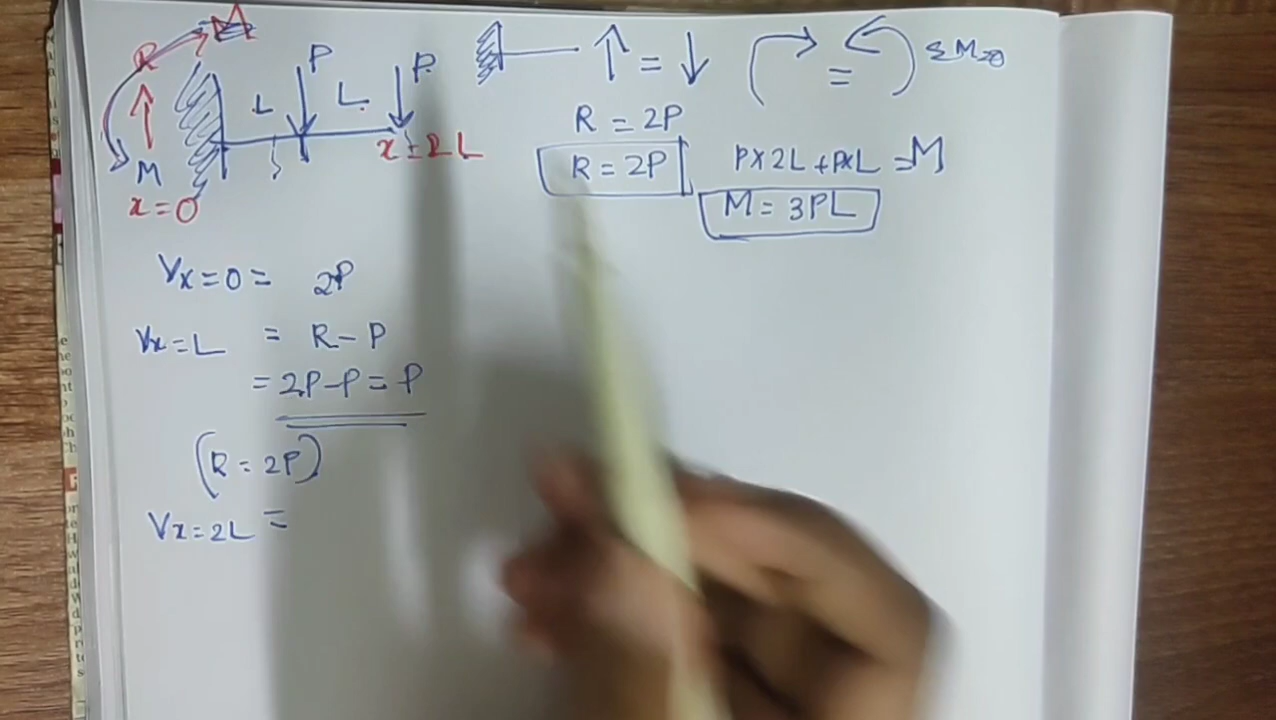 R
P
P
L
L
x = 2L
M
x = 0
= 
= ΣM=0
R = 2P
R = 2P
P×2L + P×L = M
M = 3PL
Vx=0 = 2P
Vx=L = R - P
= 2P - P = P
(R = 2P)
Vx=2L =